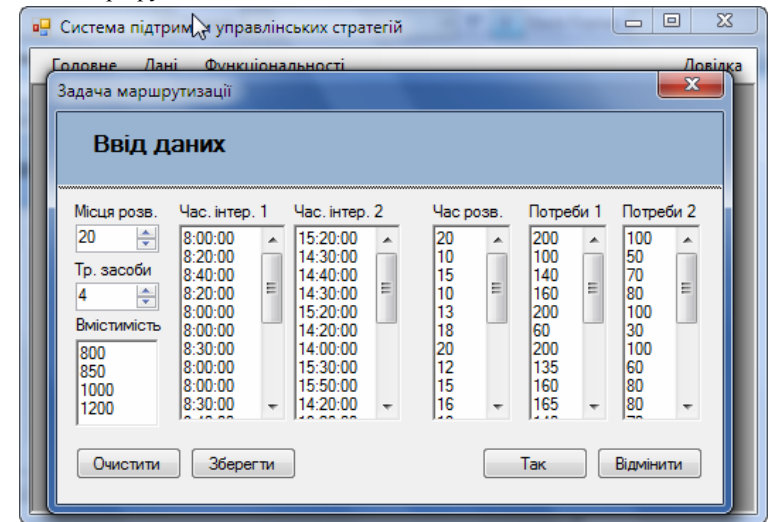 Система підтримки управлінських стратегій
Головне Дані Функціональності Довідка
Задача маршрутизації
Ввід даних
Місця розв. Час. інтер. 1 Час. інтер. 2 Час розв. Потреби 1 Потреби 2
20 8:00:00 15:20:00 20 200 100
8:20:00 14:30:00 10 100 50
Тр. засоби 8:40:00 14:40:00 15 140 70
4 8:20:00 14:30:00 10 160 80
8:00:00 15:20:00 13 200 100
Вмістимість 8:00:00 14:20:00 18 60 30
800 8:30:00 14:00:00 20 200 100
850 8:00:00 15:30:00 12 135 60
1000 8:00:00 15:50:00 15 160 80
1200 8:30:00 14:20:00 16 165 80
Очистити Зберегти Так Відмінити